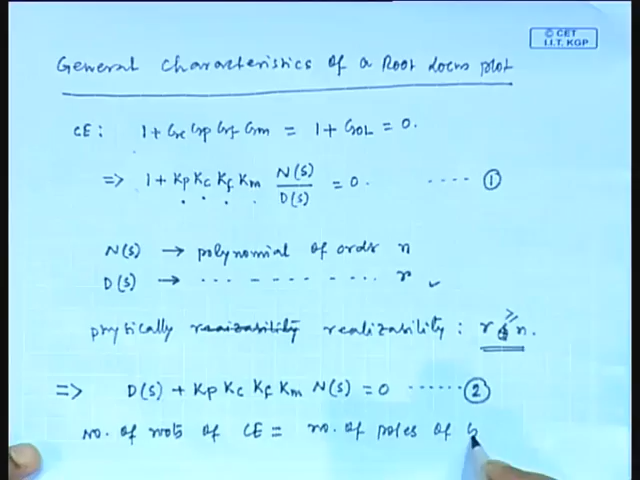 © CET
I.I.T. KGP
General Characteristics of a Root Locus plot
CE : 1 + Gc Gp Gf Gm = 1 + GOL = 0.
=> 1 + Kp Kc Kf Km N(s)/D(s) = 0. .... ①
N(s) → polynomial of order n
D(s) → ... - - - - - ... r ✓
physically realizability : r ≥ n.
=> D(s) + Kp Kc Kf Km N(s) = 0 ...... ②
No. of roots of CE = no. of poles of G